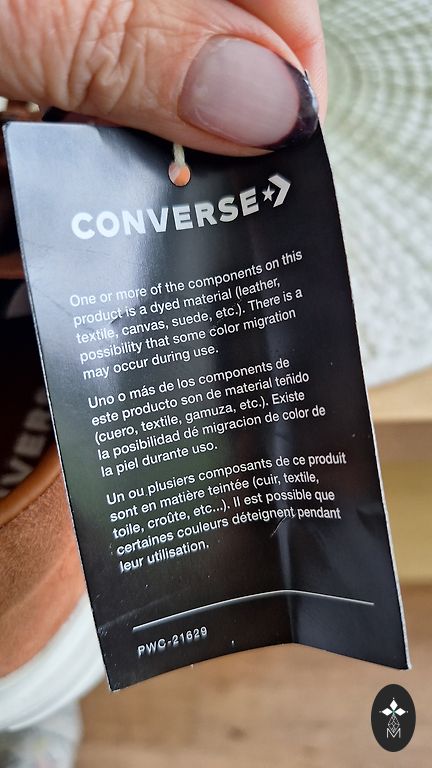 CONVERSE
One or more of the components on this
product is a dyed material (leather,
textile, canvas, suede, etc.). There is a
possibility that some color migration
may occur during use.
Uno o más de los componentes de
este producto son de material teñido
(cuero, textile, gamuza, etc.). Existe
la posibilidad dé migracion de color de
la piel durante uso.
Un ou plusiers composants de ce produit
sont en matière teintée (cuir, textile,
toile, croûte, etc...). Il est possible que
certaines couleurs déteignent pendant
leur utilisation.
PWC-21629